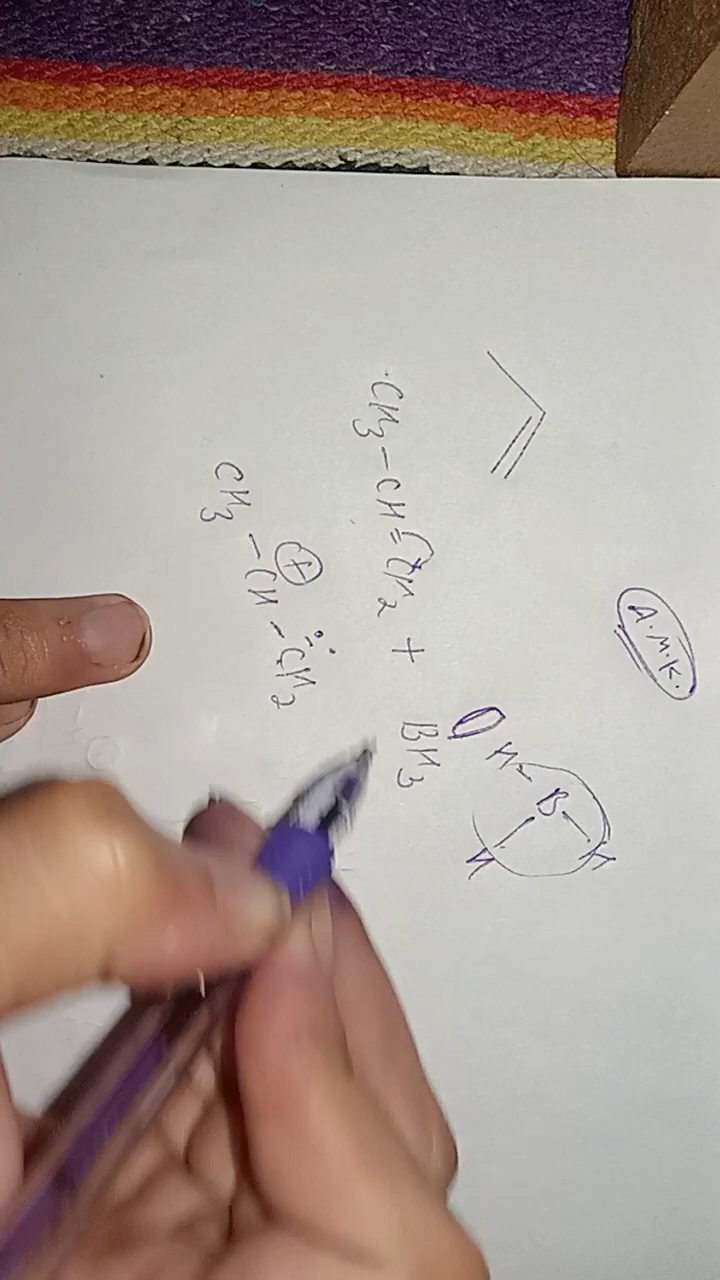 A.M.K.
H-B-H
H
.CH3-CH=CH2 + BH3
CH3-CH-CH2
+